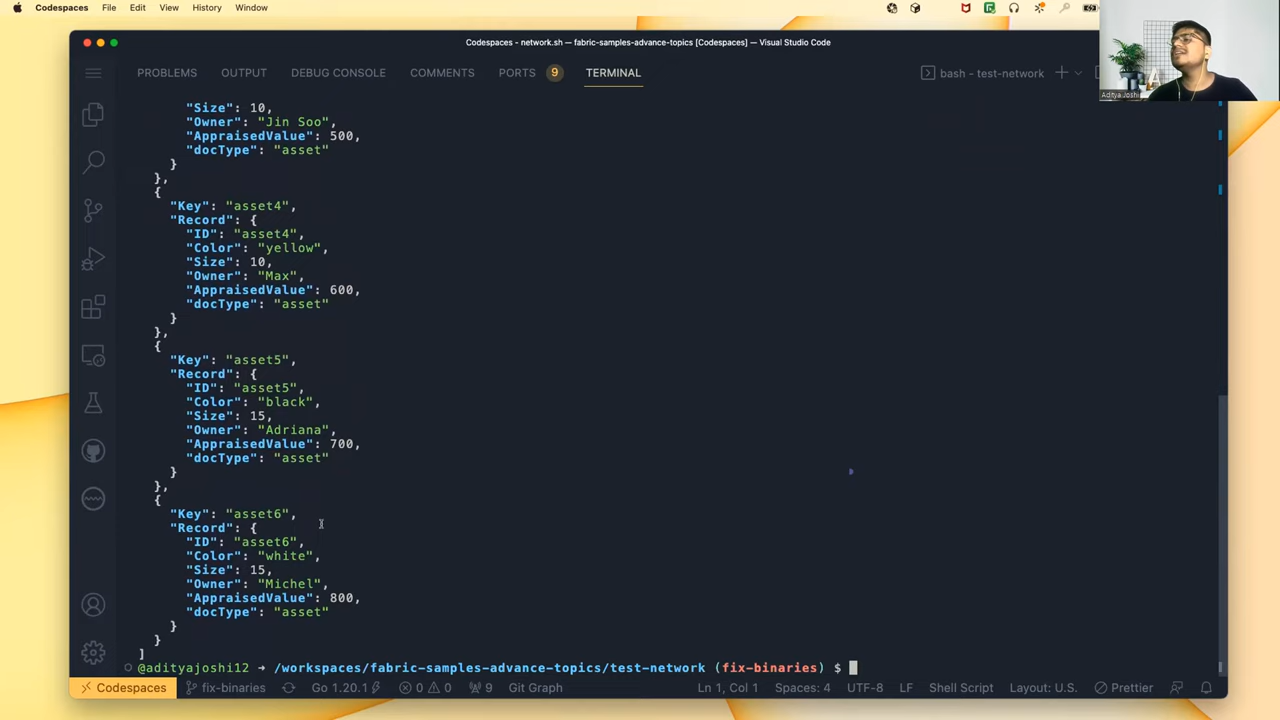 Codespaces File Edit View History Window
Codespaces - network.sh — fabric-samples-advance-topics [Codespaces] — Visual Studio Code
PROBLEMS OUTPUT DEBUG CONSOLE COMMENTS PORTS 9 TERMINAL bash - test-network
Aditya Joshi
"Size": 10,
"Owner": "Jin Soo",
"AppraisedValue": 500,
"docType": "asset"
}
},
{
"Key": "asset4",
"Record": {
"ID": "asset4",
"Color": "yellow",
"Size": 10,
"Owner": "Max",
"AppraisedValue": 600,
"docType": "asset"
}
},
{
"Key": "asset5",
"Record": {
"ID": "asset5",
"Color": "black",
"Size": 15,
"Owner": "Adriana",
"AppraisedValue": 700,
"docType": "asset"
}
},
{
"Key": "asset6",
"Record": {
"ID": "asset6",
"Color": "white",
"Size": 15,
"Owner": "Michel",
"AppraisedValue": 800,
"docType": "asset"
}
}
]
@adityajoshi12 → /workspaces/fabric-samples-advance-topics/test-network (fix-binaries) $
Codespaces fix-binaries Go 1.20.1 0 0 9 Git Graph Ln 1, Col 1 Spaces: 4 UTF-8 LF Shell Script Layout: U.S. Prettier